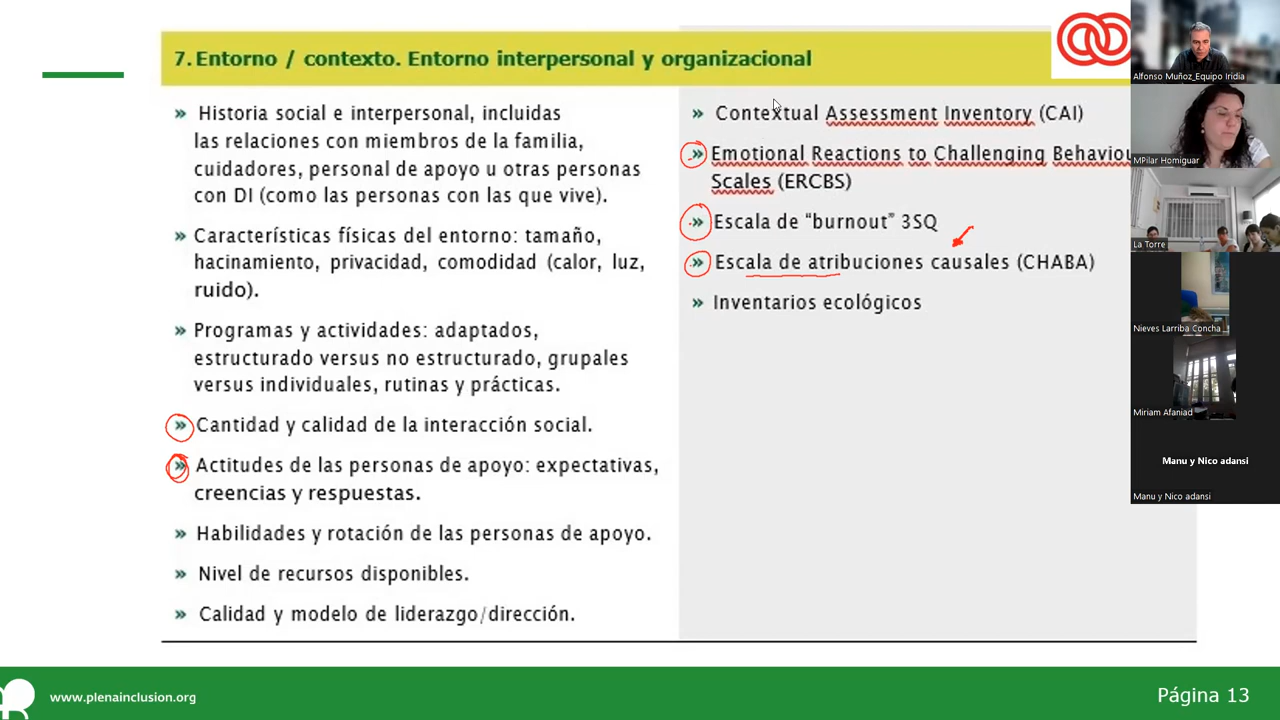 7. Entorno / contexto. Entorno interpersonal y organizacional
» Historia social e interpersonal, incluidas
las relaciones con miembros de la familia,
cuidadores, personal de apoyo u otras personas
con DI (como las personas con las que vive).
» Características físicas del entorno: tamaño,
hacinamiento, privacidad, comodidad (calor, luz,
ruido).
» Programas y actividades: adaptados,
estructurado versus no estructurado, grupales
versus individuales, rutinas y prácticas.
» Cantidad y calidad de la interacción social.
» Actitudes de las personas de apoyo: expectativas,
creencias y respuestas.
» Habilidades y rotación de las personas de apoyo.
» Nivel de recursos disponibles.
» Calidad y modelo de liderazgo/dirección.
» Contextual Assessment Inventory (CAI)
» Emotional Reactions to Challenging Behaviou
Scales (ERCBS)
» Escala de “burnout” 3SQ
» Escala de atribuciones causales (CHABA)
» Inventarios ecológicos
Alfonso Muñoz_Equipo Iridia
MPilar Homiguar
La Torre
Nieves Larriba Concha
Miriam Afaniad
Manu y Nico adansi
Manu y Nico adansi
www.plenainclusion.org
Página 13